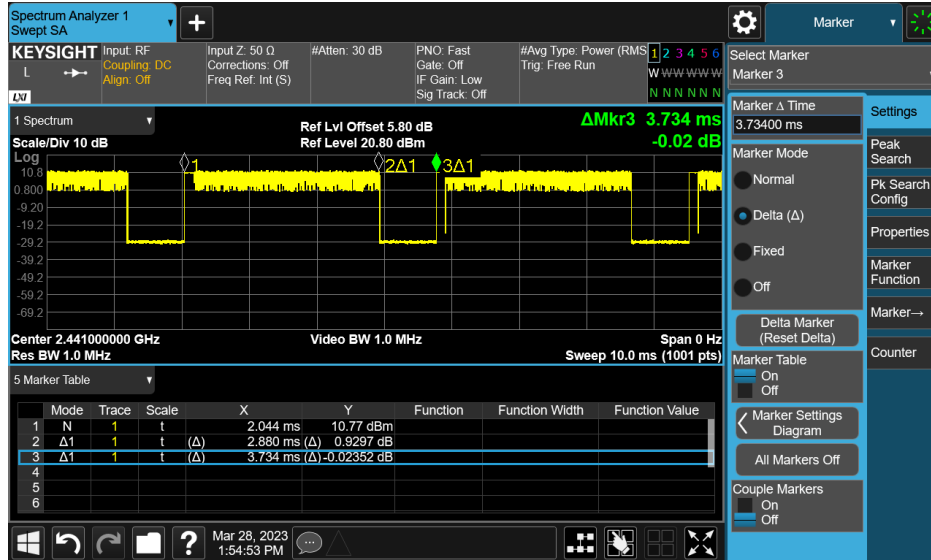 Spectrum Analyzer 1
Swept SA
+
Marker
KEYSIGHT
L
LXI
Input: RF
Coupling: DC
Align: Off
Input Z: 50 Ω
Corrections: Off
Freq Ref: Int (S)
#Atten: 30 dB
PNO: Fast
Gate: Off
IF Gain: Low
Sig Track: Off
#Avg Type: Power (RMS
Trig: Free Run
1 2 3 4 5 6
W W W W W W
N N N N N N
Select Marker
Marker 3
1 Spectrum
Scale/Div 10 dB
Ref Lvl Offset 5.80 dB
Ref Level 20.80 dBm
ΔMkr3 3.734 ms
-0.02 dB
Log
1
2Δ1
3Δ1
10.8
0.800
-9.20
-19.2
-29.2
-39.2
-49.2
-59.2
-69.2
Center 2.441000000 GHz
Video BW 1.0 MHz
Span 0 Hz
Res BW 1.0 MHz
Sweep 10.0 ms (1001 pts)
5 Marker Table
Mode Trace Scale X Y Function Function Width Function Value
1 N 1 t 2.044 ms 10.77 dBm
2 Δ1 1 t (Δ) 2.880 ms (Δ) 0.9297 dB
3 Δ1 1 t (Δ) 3.734 ms (Δ) -0.02352 dB
4
5
6
Marker Δ Time
3.73400 ms
Marker Mode
Normal
Delta (Δ)
Fixed
Off
Delta Marker
(Reset Delta)
Marker Table
On
Off
Marker Settings
Diagram
All Markers Off
Couple Markers
On
Off
Settings
Peak
Search
Pk Search
Config
Properties
Marker
Function
Marker→
Counter
?
Mar 28, 2023
1:54:53 PM